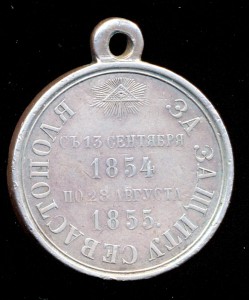 ЗА ЗАЩИТУ СЕВАСТОПОЛЯ
СЪ 13 СЕНТЯБРЯ
1854
ПО 28 АВГУСТА
1855.